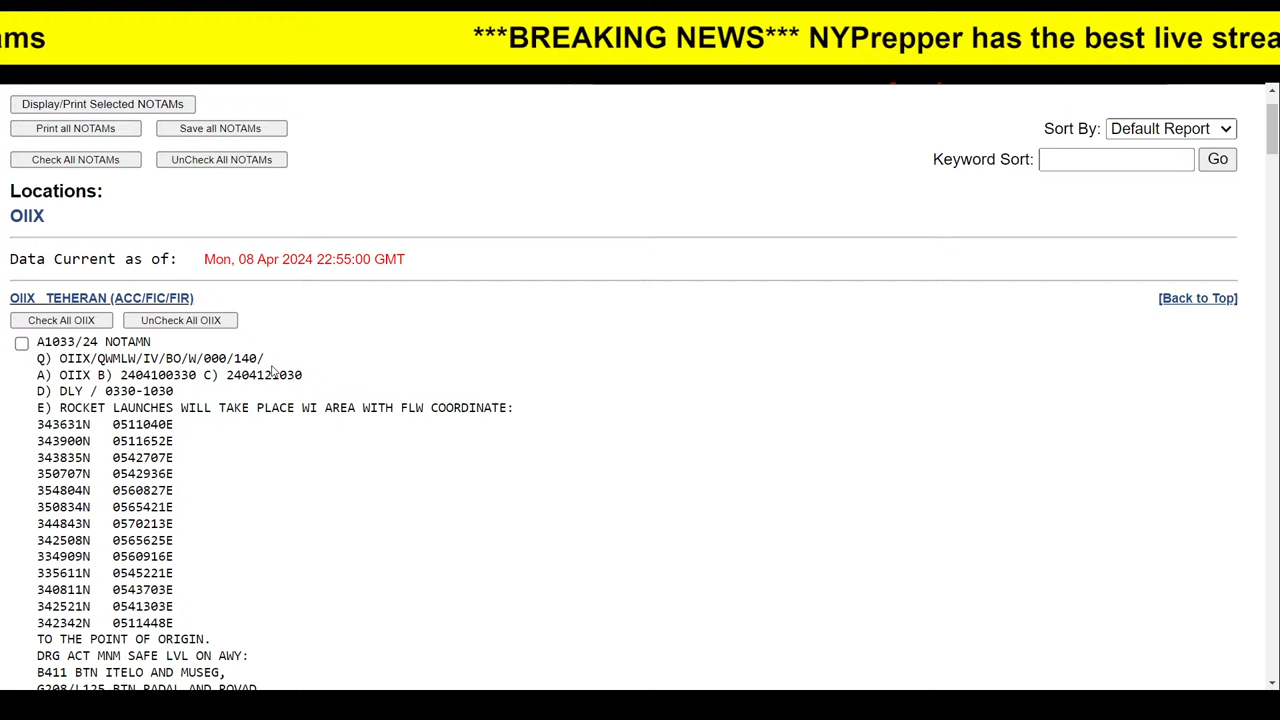 ams ***BREAKING NEWS*** NYPrepper has the best live strea
Display/Print Selected NOTAMs
Print all NOTAMs Save all NOTAMs Sort By: Default Report
Check All NOTAMs UnCheck All NOTAMs Keyword Sort: Go
Locations:
OIIX
Data Current as of: Mon, 08 Apr 2024 22:55:00 GMT
OIIX TEHERAN (ACC/FIC/FIR) [Back to Top]
Check All OIIX UnCheck All OIIX
A1033/24 NOTAMN
Q) OIIX/QWMLW/IV/BO/W/000/140/
A) OIIX B) 2404100330 C) 2404121030
D) DLY / 0330-1030
E) ROCKET LAUNCHES WILL TAKE PLACE WI AREA WITH FLW COORDINATE:
343631N 0511040E
343900N 0511652E
343835N 0542707E
350707N 0542936E
354804N 0560827E
350834N 0565421E
344843N 0570213E
342508N 0565625E
334909N 0560916E
335611N 0545221E
340811N 0543703E
342521N 0541303E
342342N 0511448E
TO THE POINT OF ORIGIN.
DRG ACT MNM SAFE LVL ON AWY:
B411 BTN ITELO AND MUSEG,
G208/L125 BTN RADAL AND ROVAD